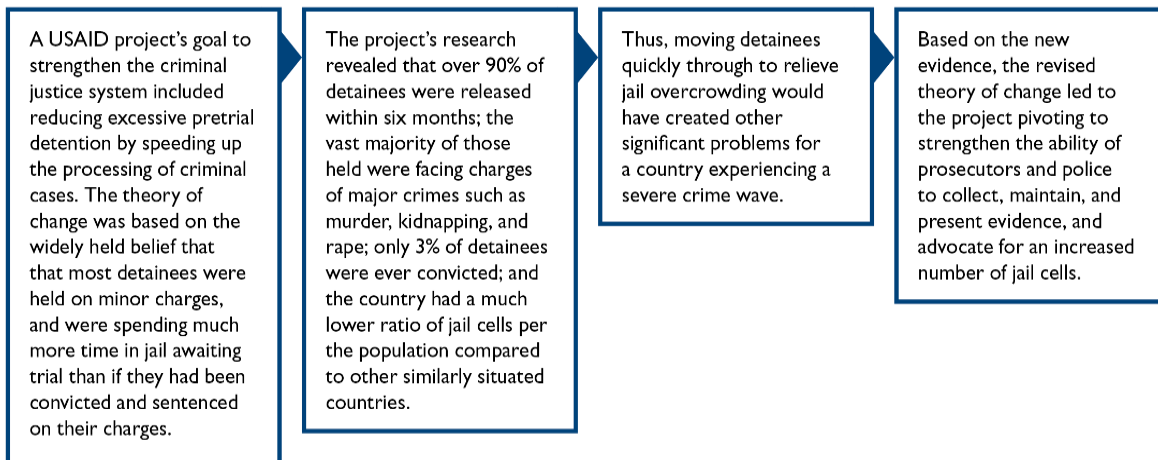 A USAID project's goal to
strengthen the criminal
justice system included
reducing excessive pretrial
detention by speeding up
the processing of criminal
cases. The theory of
change was based on the
widely held belief that
that most detainees were
held on minor charges,
and were spending much
more time in jail awaiting
trial than if they had been
convicted and sentenced
on their charges.
The project's research
revealed that over 90% of
detainees were released
within six months; the
vast majority of those
held were facing charges
of major crimes such as
murder, kidnapping, and
rape; only 3% of detainees
were ever convicted; and
the country had a much
lower ratio of jail cells per
the population compared
to other similarly situated
countries.
Thus, moving detainees
quickly through to relieve
jail overcrowding would
have created other
significant problems for
a country experiencing a
severe crime wave.
Based on the new
evidence, the revised
theory of change led to
the project pivoting to
strengthen the ability of
prosecutors and police
to collect, maintain, and
present evidence, and
advocate for an increased
number of jail cells.